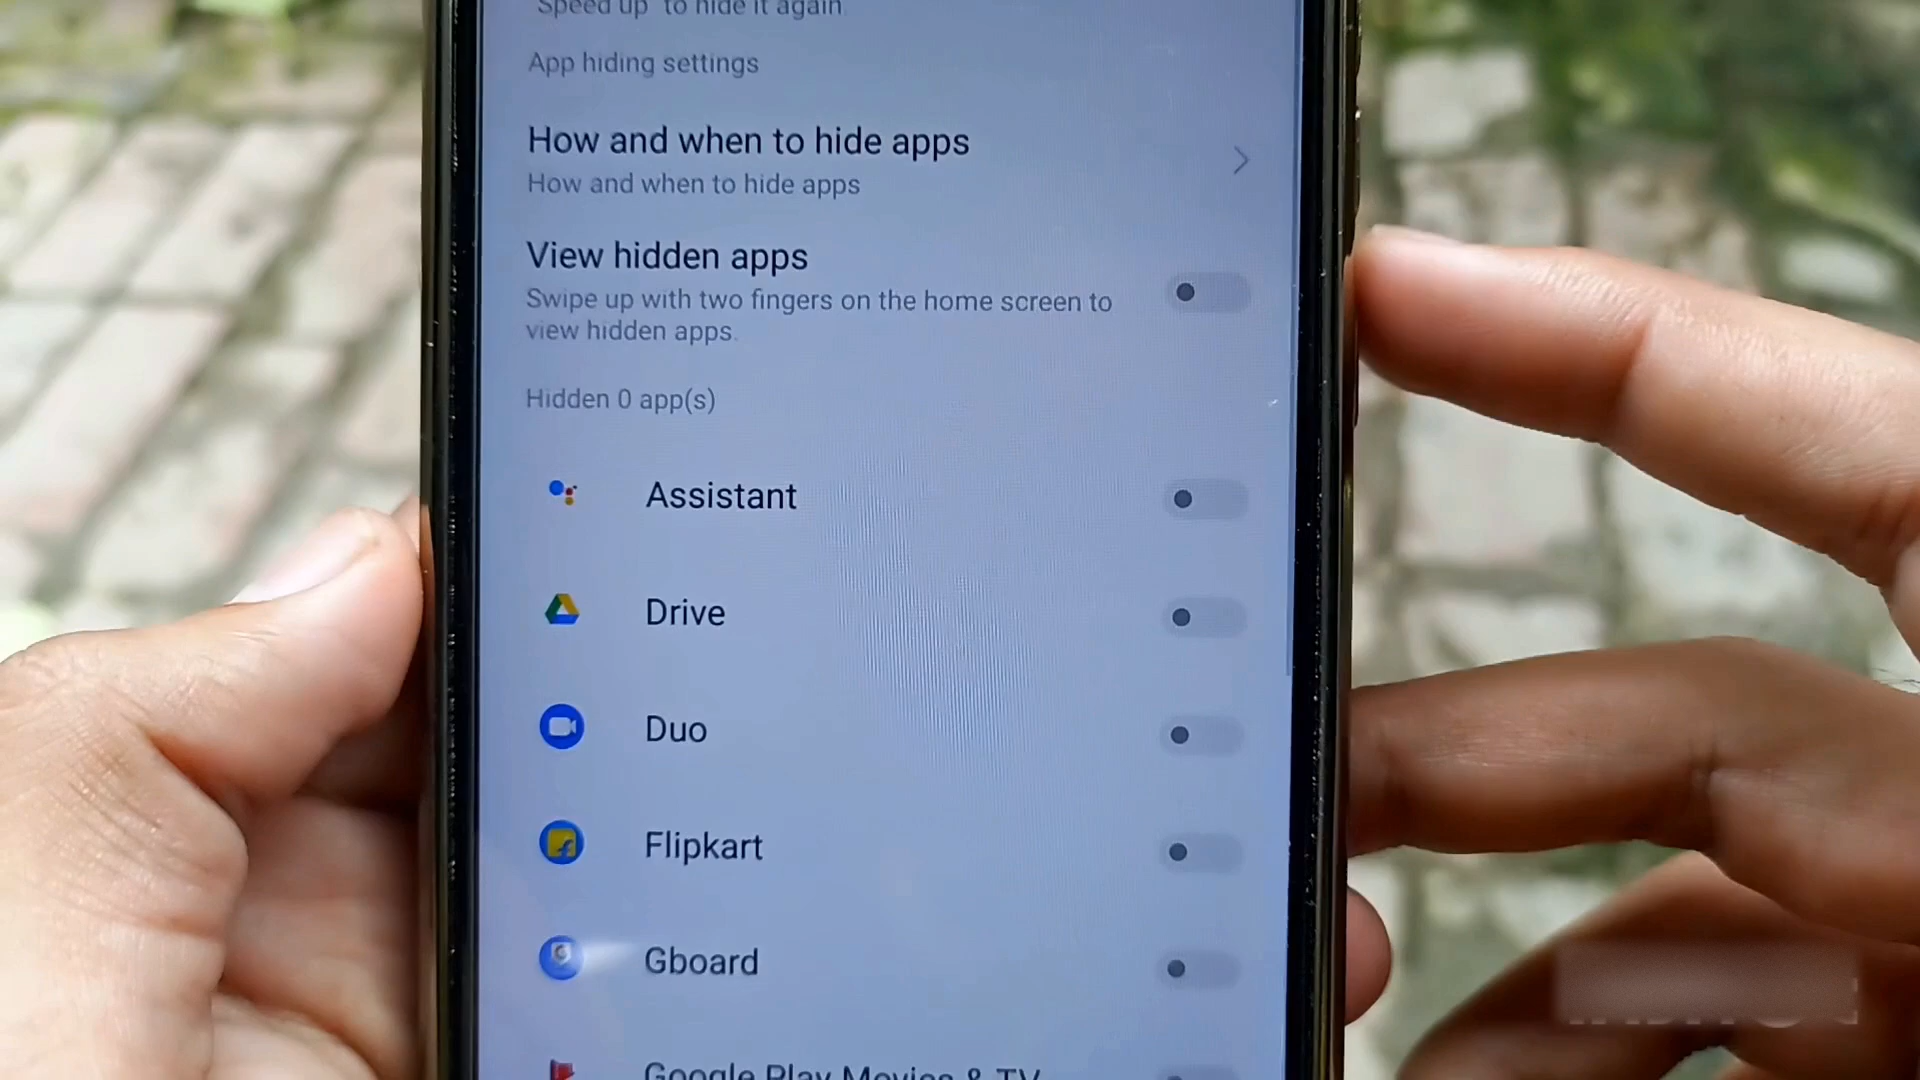 Speed up to hide it again
App hiding settings
How and when to hide apps
How and when to hide apps
View hidden apps
Swipe up with two fingers on the home screen to
view hidden apps.
Hidden 0 app(s)
Assistant
Drive
Duo
Flipkart
Gboard
Google Play Movies & TV